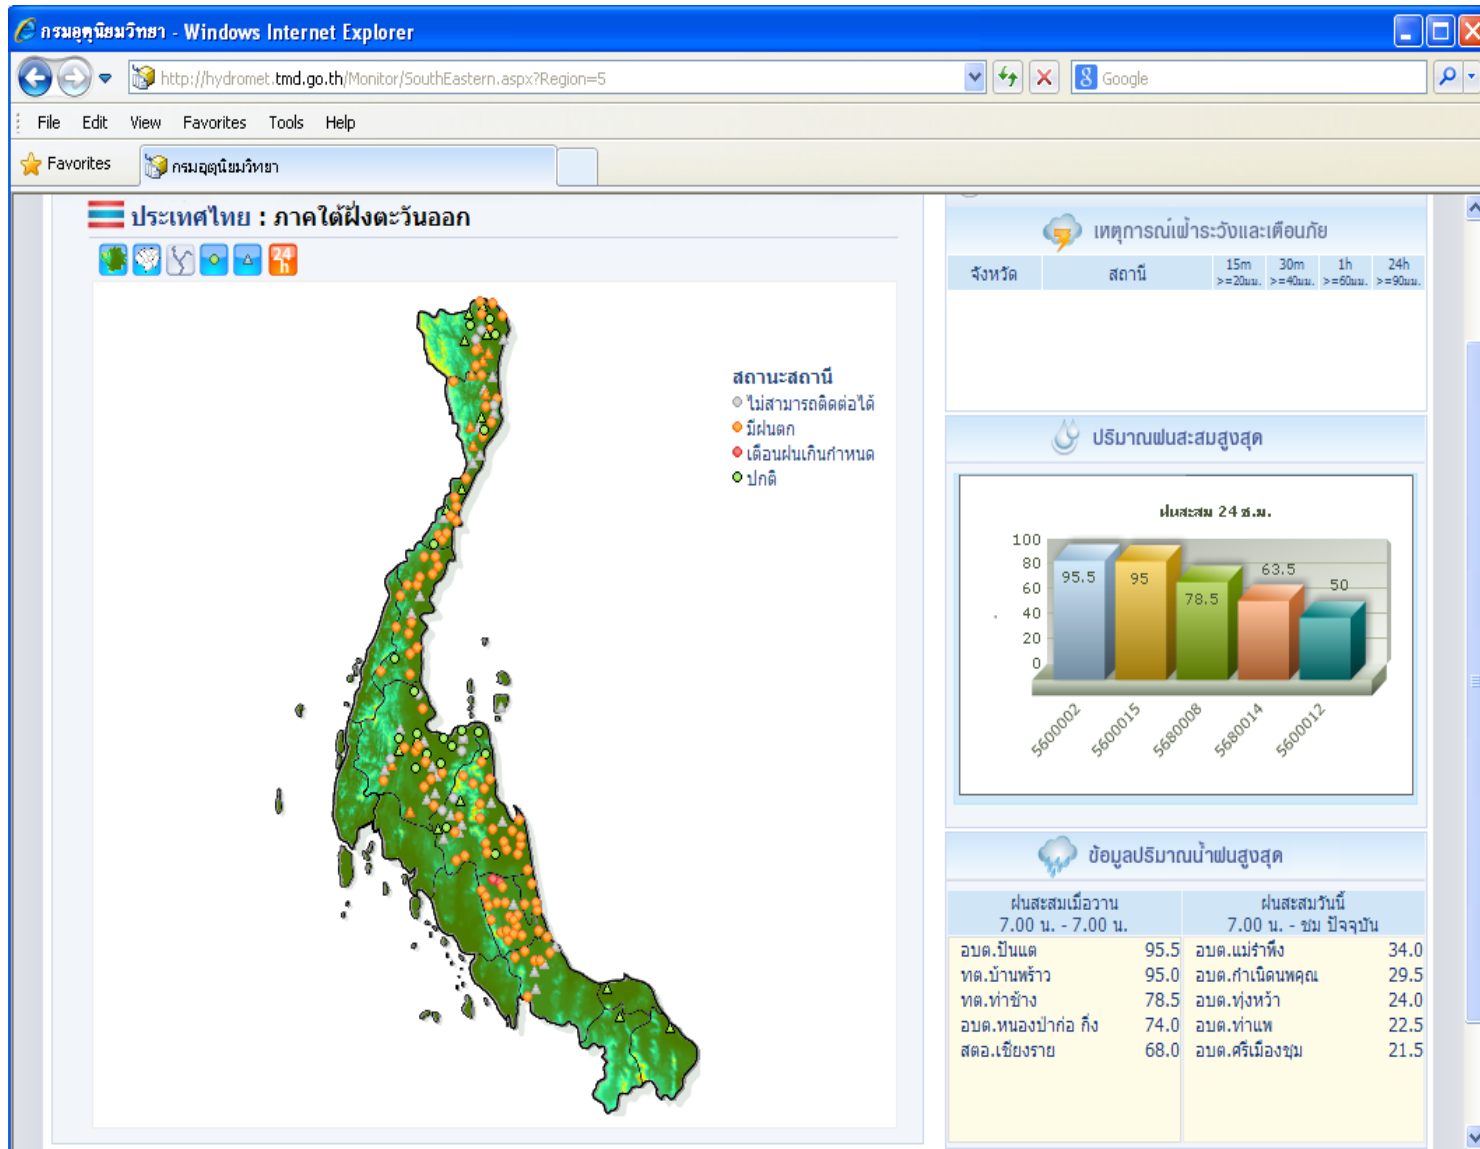 กรมอุตุนิยมวิทยา - Windows Internet Explorer
http://hydromet.tmd.go.th/Monitor/SouthEastern.aspx?Region=5
Google
File Edit View Favorites Tools Help
Favorites
กรมอุตุนิยมวิทยา
ประเทศไทย : ภาคใต้ฝั่งตะวันออก
24 h
สถานะสถานี
ไม่สามารถติดต่อได้
มีฝนตก
เตือนฝนเกินกำหนด
ปกติ
เหตุการณ์เฝ้าระวังและเตือนภัย
จังหวัด สถานี 15m 30m 1h 24h
>=20มม. >=40มม. >=60มม. >=90มม.
ปริมาณฝนสะสมสูงสุด
ฝนสะสม 24 ช.ม.
100
80
60
40
20
0
95.5 95 78.5 63.5 50
5600002 5600015 5680008 5680014 5600012
ข้อมูลปริมาณน้ำฝนสูงสุด
ฝนสะสมเมื่อวาน ฝนสะสมวันนี้
7.00 น. - 7.00 น. 7.00 น. - ชม ปัจจุบัน
อบต.ปันแต 95.5 อบต.แม่รำพึง 34.0
ทต.บ้านพร้าว 95.0 อบต.กำเนิดนพคุณ 29.5
ทต.ท่าช้าง 78.5 อบต.ทุ่งหว้า 24.0
อบต.หนองป่าก่อ กิ่ง 74.0 อบต.ท่าแพ 22.5
สตอ.เชียงราย 68.0 อบต.ศรีเมืองชุม 21.5